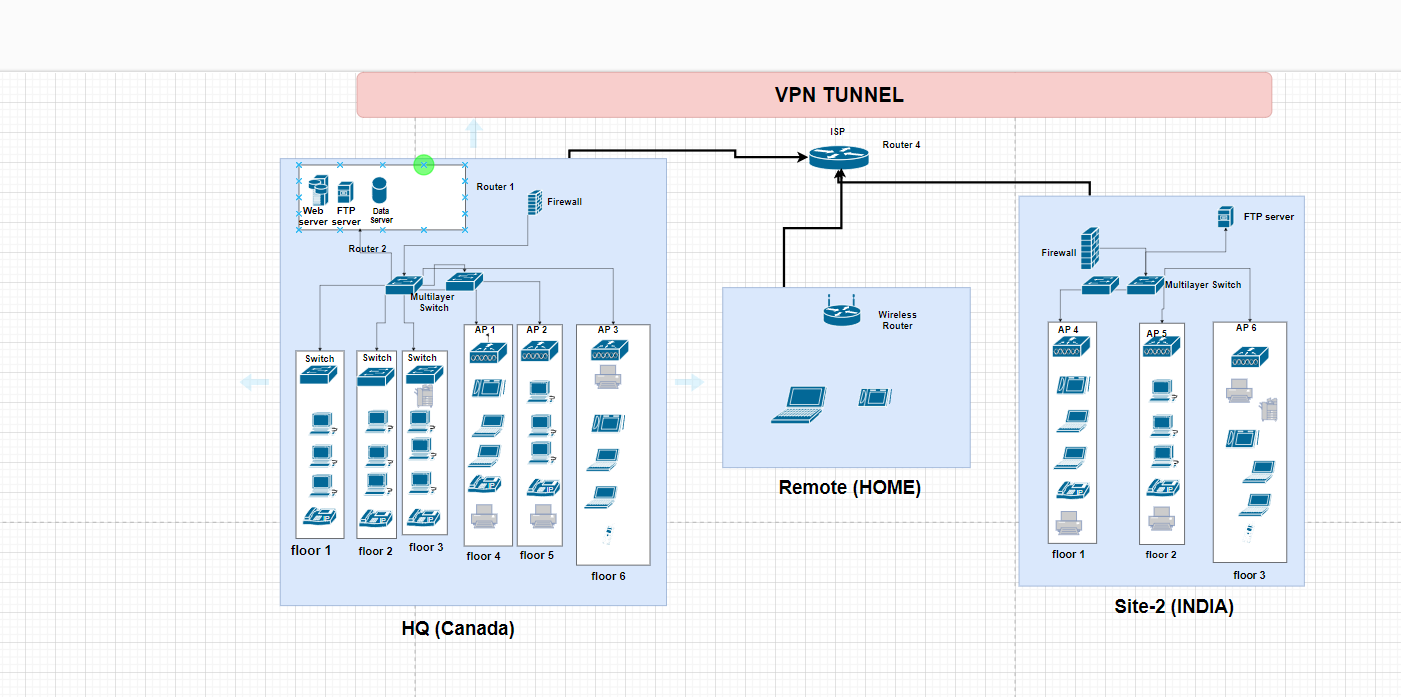 VPN TUNNEL
ISP
Router 4
Router 1
Firewall
Web
server
FTP
server
Data
Server
Router 2
Multilayer
Switch
Switch
Switch
Switch
AP 1
AP 2
AP 3
floor 1
floor 2
floor 3
floor 4
floor 5
floor 6
HQ (Canada)
Wireless
Router
Remote (HOME)
FTP server
Firewall
Multilayer Switch
AP 4
AP 5
AP 6
floor 1
floor 2
floor 3
Site-2 (INDIA)